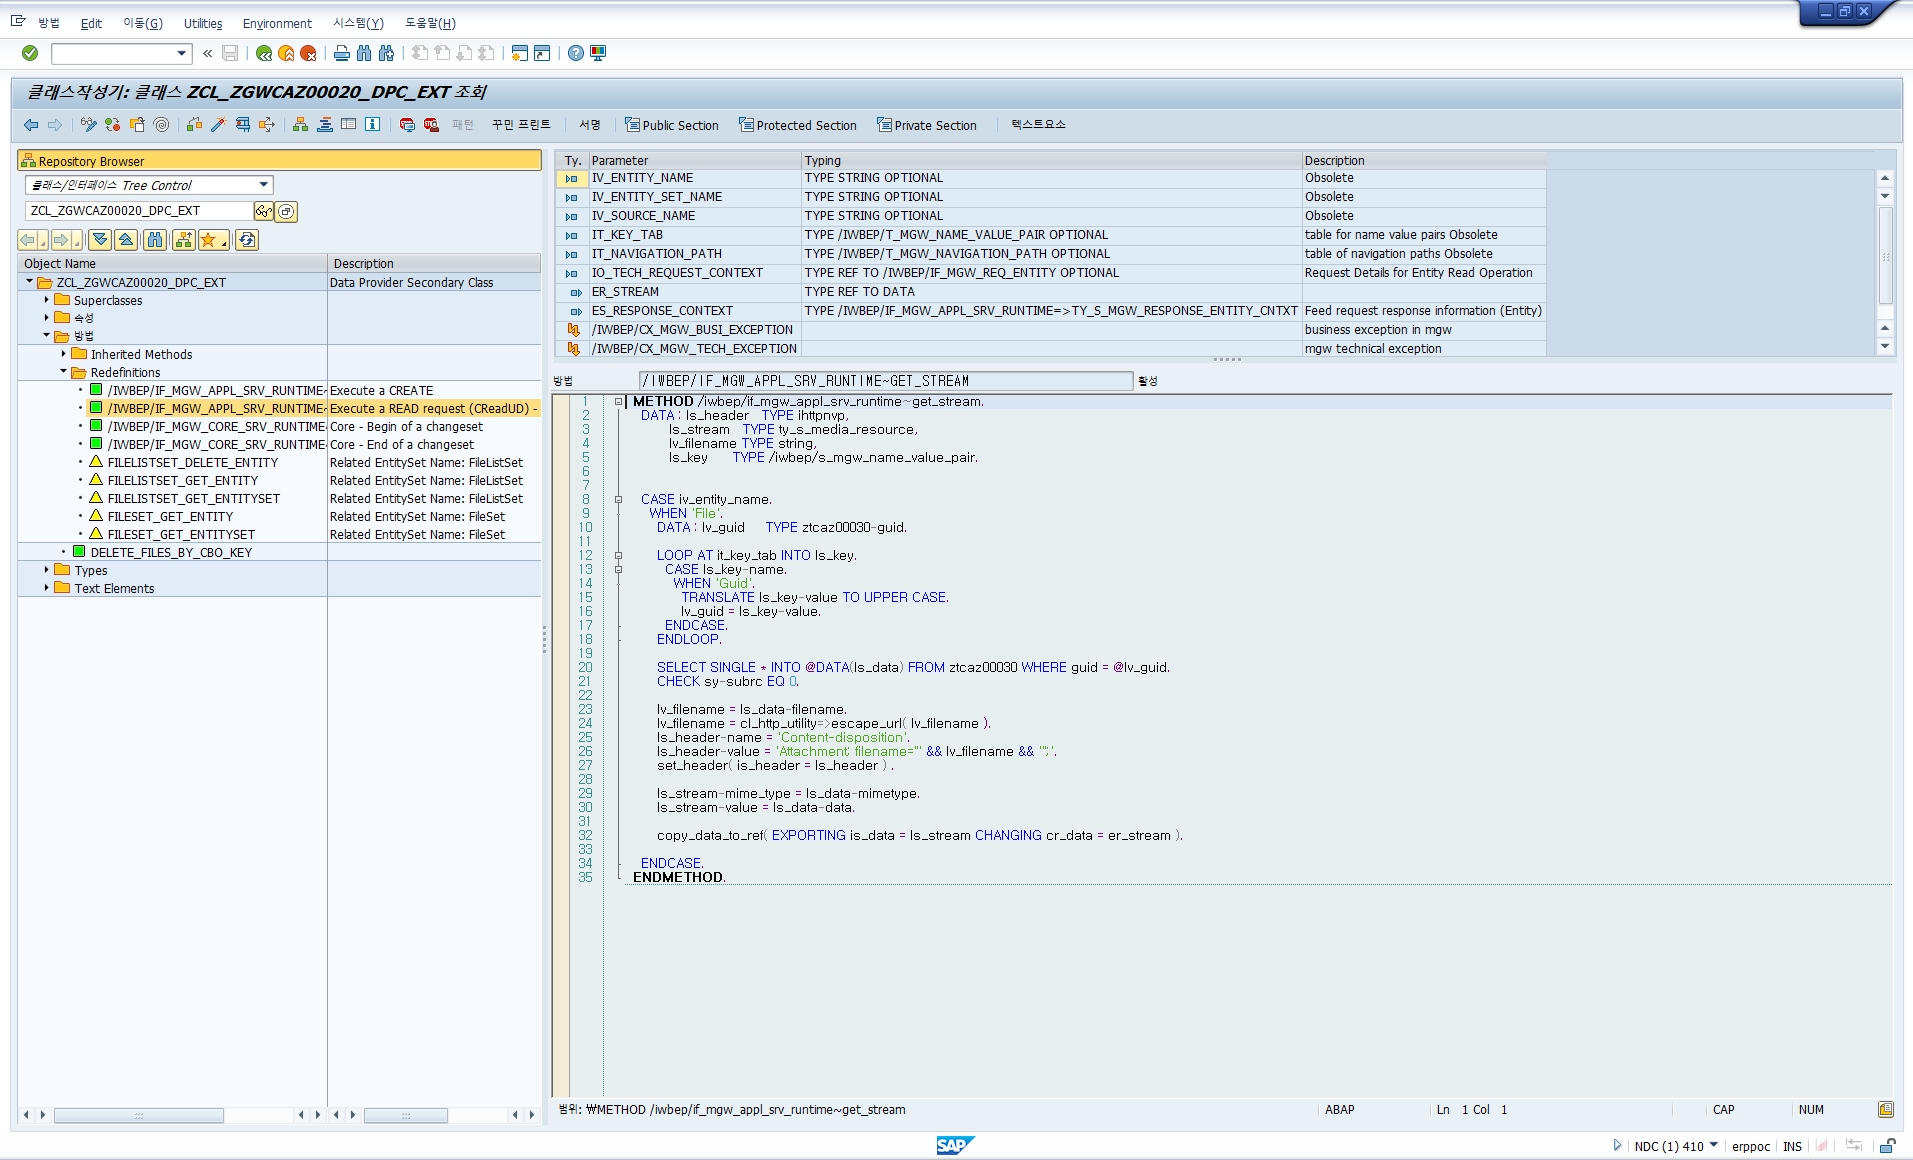 방법 Edit 이동(G) Utilities Environment 시스템(Y) 도움말(H)
클래스작성기: 클래스 ZCL_ZGWCAZ00020_DPC_EXT 조회
패턴 꾸민 프린트 서명 Public Section Protected Section Private Section 텍스트요소
Repository Browser
클래스/인터페이스 Tree Control
ZCL_ZGWCAZ00020_DPC_EXT
Object Name Description
ZCL_ZGWCAZ00020_DPC_EXT Data Provider Secondary Class
Superclasses
속성
방법
Inherited Methods
Redefinitions
/IWBEP/IF_MGW_APPL_SRV_RUNTIME~ Execute a CREATE
/IWBEP/IF_MGW_APPL_SRV_RUNTIME~ Execute a READ request (CReadUD) -
/IWBEP/IF_MGW_CORE_SRV_RUNTIME Core - Begin of a changeset
/IWBEP/IF_MGW_CORE_SRV_RUNTIME Core - End of a changeset
FILELISTSET_DELETE_ENTITY Related EntitySet Name: FileListSet
FILELISTSET_GET_ENTITY Related EntitySet Name: FileListSet
FILELISTSET_GET_ENTITYSET Related EntitySet Name: FileListSet
FILESET_GET_ENTITY Related EntitySet Name: FileSet
FILESET_GET_ENTITYSET Related EntitySet Name: FileSet
DELETE_FILES_BY_CBO_KEY
Types
Text Elements
Ty. Parameter Typing Description
IV_ENTITY_NAME TYPE STRING OPTIONAL Obsolete
IV_ENTITY_SET_NAME TYPE STRING OPTIONAL Obsolete
IV_SOURCE_NAME TYPE STRING OPTIONAL Obsolete
IT_KEY_TAB TYPE /IWBEP/T_MGW_NAME_VALUE_PAIR OPTIONAL table for name value pairs Obsolete
IT_NAVIGATION_PATH TYPE /IWBEP/T_MGW_NAVIGATION_PATH OPTIONAL table of navigation paths Obsolete
IO_TECH_REQUEST_CONTEXT TYPE REF TO /IWBEP/IF_MGW_REQ_ENTITY OPTIONAL Request Details for Entity Read Operation
ER_STREAM TYPE REF TO DATA
ES_RESPONSE_CONTEXT TYPE /IWBEP/IF_MGW_APPL_SRV_RUNTIME=>TY_S_MGW_RESPONSE_ENTITY_CNTXT Feed request response information (Entity)
/IWBEP/CX_MGW_BUSI_EXCEPTION business exception in mgw
/IWBEP/CX_MGW_TECH_EXCEPTION mgw technical exception
방법 /IWBEP/IF_MGW_APPL_SRV_RUNTIME~GET_STREAM 활성
1 METHOD /iwbep/if_mgw_appl_srv_runtime~get_stream.
2 DATA : ls_header TYPE ihttpnvp,
3 ls_stream TYPE ty_s_media_resource,
4 lv_filename TYPE string,
5 ls_key TYPE /iwbep/s_mgw_name_value_pair.
6
7
8 CASE iv_entity_name.
9 WHEN 'File'.
10 DATA : lv_guid TYPE ztcaz00030-guid.
11
12 LOOP AT it_key_tab INTO ls_key.
13 CASE ls_key-name.
14 WHEN 'Guid'.
15 TRANSLATE ls_key-value TO UPPER CASE.
16 lv_guid = ls_key-value.
17 ENDCASE.
18 ENDLOOP.
19
20 SELECT SINGLE * INTO @DATA(ls_data) FROM ztcaz00030 WHERE guid = @lv_guid.
21 CHECK sy-subrc EQ 0.
22
23 lv_filename = ls_data-filename.
24 lv_filename = cl_http_utility=>escape_url( lv_filename ).
25 ls_header-name = 'Content-disposition'.
26 ls_header-value = 'Attachment; filename="' && lv_filename && '";'.
27 set_header( is_header = ls_header ) .
28
29 ls_stream-mime_type = ls_data-mimetype.
30 ls_stream-value = ls_data-data.
31
32 copy_data_to_ref( EXPORTING is_data = ls_stream CHANGING cr_data = er_stream ).
33
34 ENDCASE.
35 ENDMETHOD.
범위: ₩METHOD /iwbep/if_mgw_appl_srv_runtime~get_stream ABAP Ln 1 Col 1 CAP NUM
SAP NDC (1) 410 erppoc INS